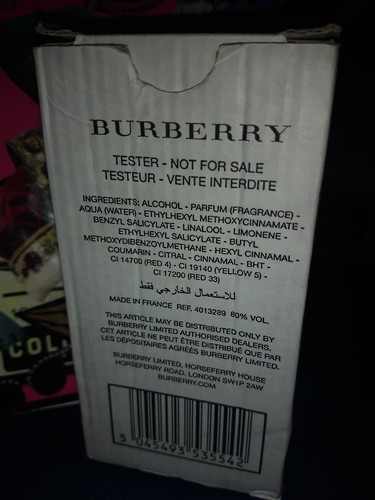 BURBERRY
TESTER - NOT FOR SALE
TESTEUR - VENTE INTERDITE
INGREDIENTS: ALCOHOL - PARFUM (FRAGRANCE) -
AQUA (WATER) - ETHYLHEXYL METHOXYCINNAMATE -
BENZYL SALICYLATE - LINALOOL - LIMONENE -
ETHYLHEXYL SALICYLATE - BUTYL
METHOXYDIBENZOYLMETHANE - HEXYL CINNAMAL -
COUMARIN - CITRAL - CINNAMAL - BHT -
CI 14700 (RED 4) - CI 19140 (YELLOW 5) -
CI 17200 (RED 33)
للاستعمال الخارجي فقط
MADE IN FRANCE REF. 4013289 80% VOL.
THIS ARTICLE MAY BE DISTRIBUTED ONLY BY
BURBERRY LIMITED AUTHORISED DEALERS.
CET ARTICLE NE PEUT ÊTRE DISTRIBUÉ QUE PAR
LES DÉPOSITAIRES AGRÉÉS BURBERRY LIMITED.
BURBERRY LIMITED, HORSEFERRY HOUSE
HORSEFERRY ROAD, LONDON SW1P 2AW
BURBERRY.COM
5 045493 535542
COL